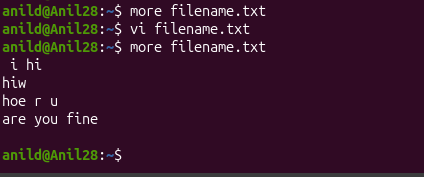 anild@Anil28:~$ more filename.txt
anild@Anil28:~$ vi filename.txt
anild@Anil28:~$ more filename.txt
 i hi
hiw
hoe r u
are you fine
anild@Anil28:~$